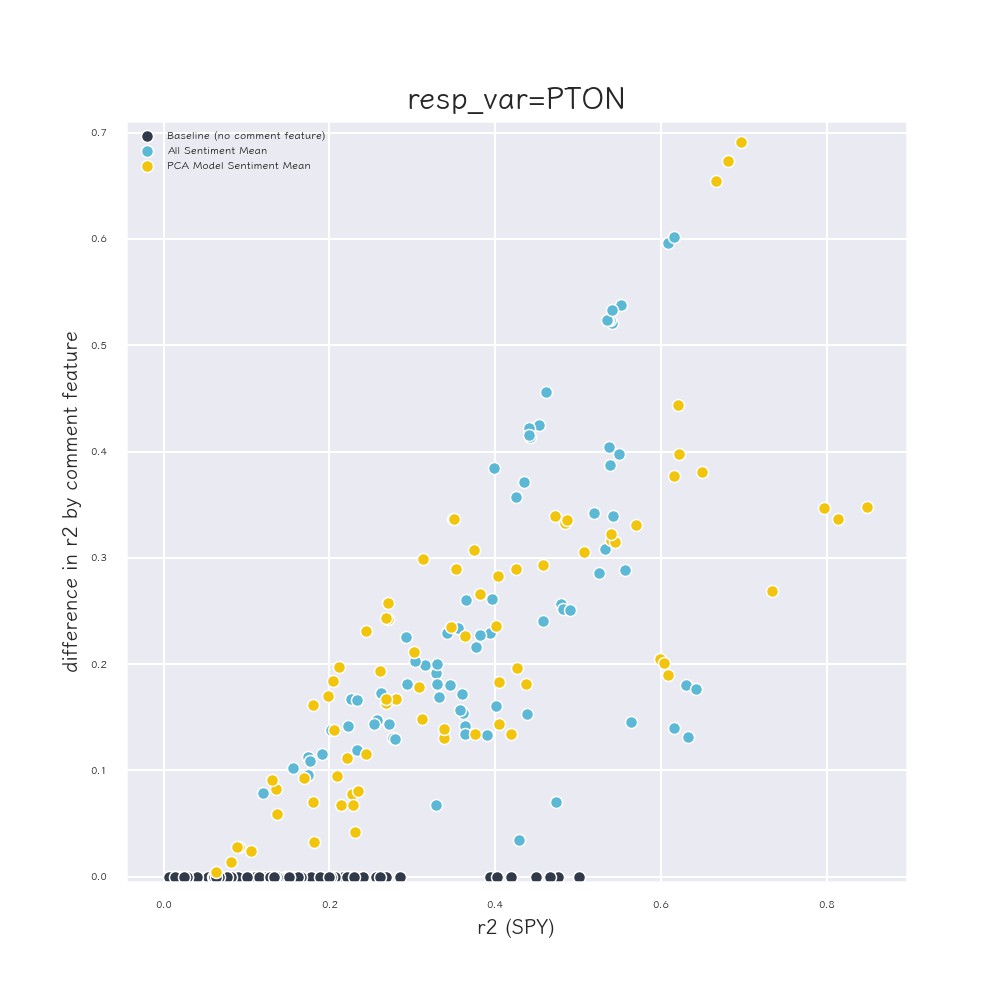 resp_var=PTON
Baseline (no comment feature)
All Sentiment Mean
PCA Model Sentiment Mean
difference in r2 by comment feature
0.7
0.6
0.5
0.4
0.3
0.2
0.1
0.0
0.0 0.2 0.4 0.6 0.8
r2 (SPY)